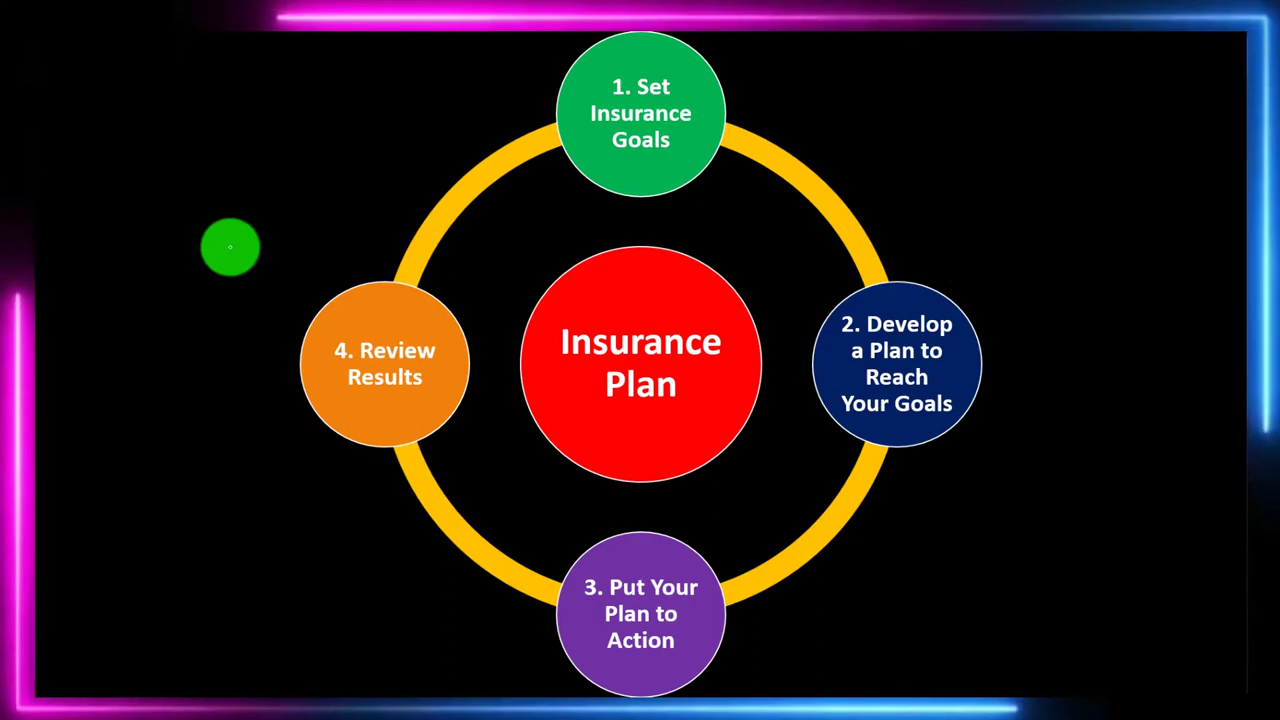 1. Set
Insurance
Goals
2. Develop
a Plan to
Reach
Your Goals
3. Put Your
Plan to
Action
4. Review
Results
Insurance
Plan